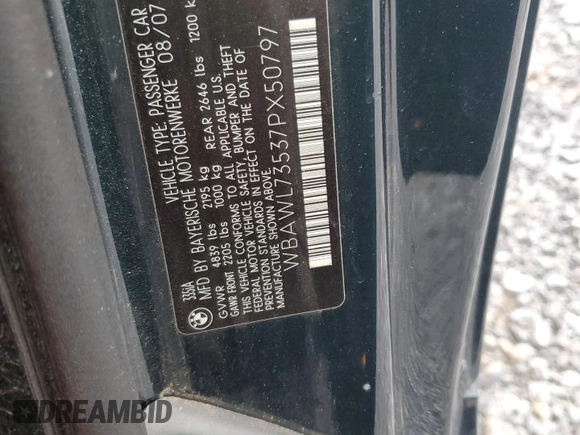 335iA
VEHICLE TYPE: PASSENGER CAR
MFD BY BAYERISCHE MOTORENWERKE 08/07
GVWR 4839 lbs 2195 kg
GAWR FRONT 2205 lbs 1000 kg REAR 2646 lbs 1200 k
THIS VEHICLE CONFORMS TO ALL APPLICABLE U.S.
FEDERAL MOTOR VEHICLE SAFETY, BUMPER AND THEFT
PREVENTION STANDARDS IN EFFECT ON THE DATE OF
MANUFACTURE SHOWN ABOVE.
WBAWL73537PX50797
DREAMBID